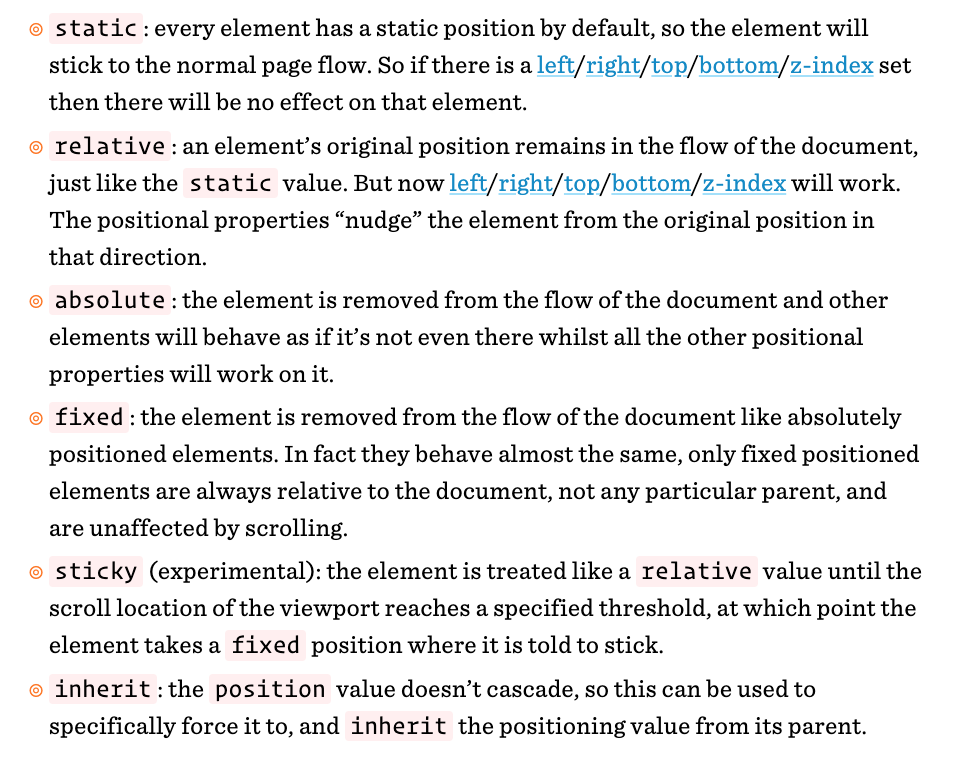 static: every element has a static position by default, so the element will
stick to the normal page flow. So if there is a left/right/top/bottom/z-index set
then there will be no effect on that element.
relative: an element’s original position remains in the flow of the document,
just like the static value. But now left/right/top/bottom/z-index will work.
The positional properties “nudge” the element from the original position in
that direction.
absolute: the element is removed from the flow of the document and other
elements will behave as if it’s not even there whilst all the other positional
properties will work on it.
fixed: the element is removed from the flow of the document like absolutely
positioned elements. In fact they behave almost the same, only fixed positioned
elements are always relative to the document, not any particular parent, and
are unaffected by scrolling.
sticky (experimental): the element is treated like a relative value until the
scroll location of the viewport reaches a specified threshold, at which point the
element takes a fixed position where it is told to stick.
inherit: the position value doesn’t cascade, so this can be used to
specifically force it to, and inherit the positioning value from its parent.